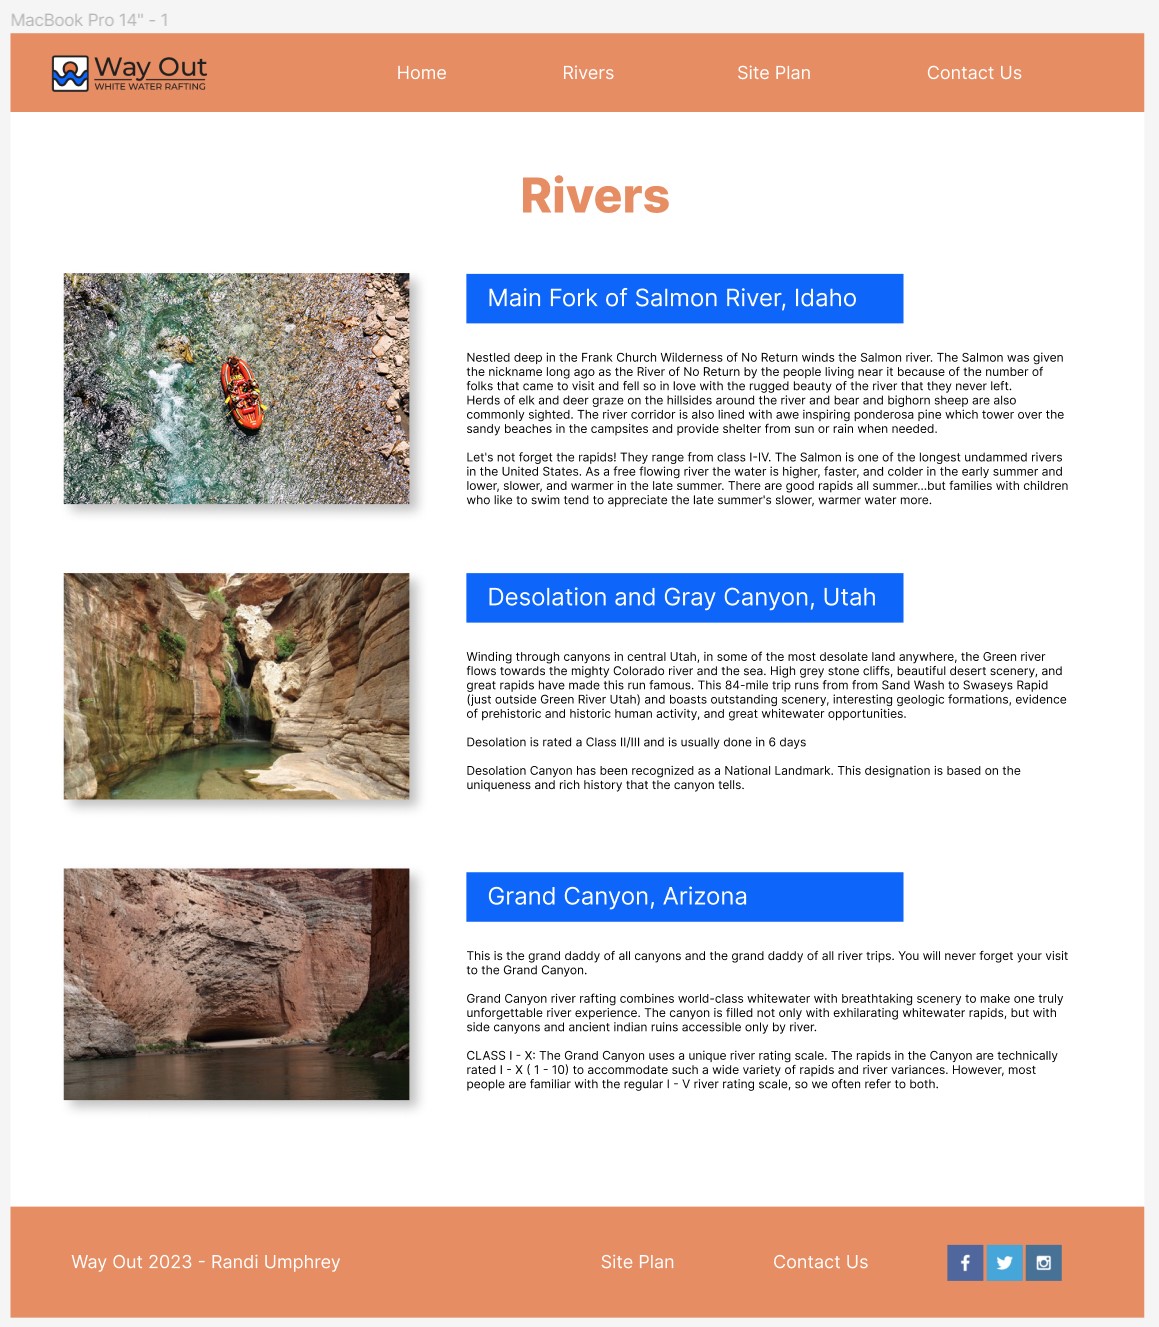 MacBook Pro 14" - 1
Way Out
WHITE WATER RAFTING
Home Rivers Site Plan Contact Us
Rivers
Main Fork of Salmon River, Idaho
Nestled deep in the Frank Church Wilderness of No Return winds the Salmon river. The Salmon was given
the nickname long ago as the River of No Return by the people living near it because of the number of
folks that came to visit and fell so in love with the rugged beauty of the river that they never left.
Herds of elk and deer graze on the hillsides around the river and bear and bighorn sheep are also
commonly sighted. The river corridor is also lined with awe inspiring ponderosa pine which tower over the
sandy beaches in the campsites and provide shelter from sun or rain when needed.
Let's not forget the rapids! They range from class I-IV. The Salmon is one of the longest undammed rivers
in the United States. As a free flowing river the water is higher, faster, and colder in the early summer and
lower, slower, and warmer in the late summer. There are good rapids all summer...but families with children
who like to swim tend to appreciate the late summer's slower, warmer water more.
Desolation and Gray Canyon, Utah
Winding through canyons in central Utah, in some of the most desolate land anywhere, the Green river
flows towards the mighty Colorado river and the sea. High grey stone cliffs, beautiful desert scenery, and
great rapids have made this run famous. This 84-mile trip runs from from Sand Wash to Swaseys Rapid
(just outside Green River Utah) and boasts outstanding scenery, interesting geologic formations, evidence
of prehistoric and historic human activity, and great whitewater opportunities.
Desolation is rated a Class II/III and is usually done in 6 days
Desolation Canyon has been recognized as a National Landmark. This designation is based on the
uniqueness and rich history that the canyon tells.
Grand Canyon, Arizona
This is the grand daddy of all canyons and the grand daddy of all river trips. You will never forget your visit
to the Grand Canyon.
Grand Canyon river rafting combines world-class whitewater with breathtaking scenery to make one truly
unforgettable river experience. The canyon is filled not only with exhilarating whitewater rapids, but with
side canyons and ancient indian ruins accessible only by river.
CLASS I - X: The Grand Canyon uses a unique river rating scale. The rapids in the Canyon are technically
rated I - X ( 1 - 10) to accommodate such a wide variety of rapids and river variances. However, most
people are familiar with the regular I - V river rating scale, so we often refer to both.
Way Out 2023 - Randi Umphrey Site Plan Contact Us